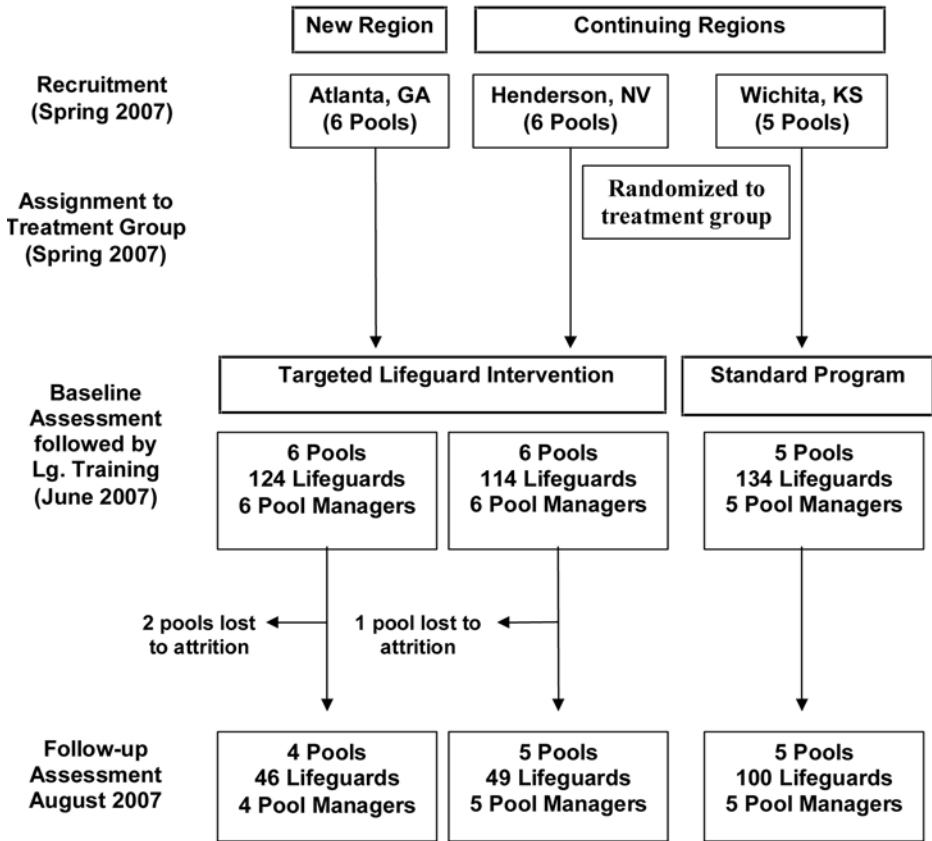 New Region
Continuing Regions
Recruitment
(Spring 2007)
Atlanta, GA
(6 Pools)
Henderson, NV
(6 Pools)
Wichita, KS
(5 Pools)
Assignment to
Treatment Group
(Spring 2007)
Randomized to
treatment group
Targeted Lifeguard Intervention
Standard Program
Baseline
Assessment
followed by
Lg. Training
(June 2007)
6 Pools
124 Lifeguards
6 Pool Managers
6 Pools
114 Lifeguards
6 Pool Managers
5 Pools
134 Lifeguards
5 Pool Managers
2 pools lost
to attrition
1 pool lost to
attrition
Follow-up
Assessment
August 2007
4 Pools
46 Lifeguards
4 Pool Managers
5 Pools
49 Lifeguards
5 Pool Managers
5 Pools
100 Lifeguards
5 Pool Managers